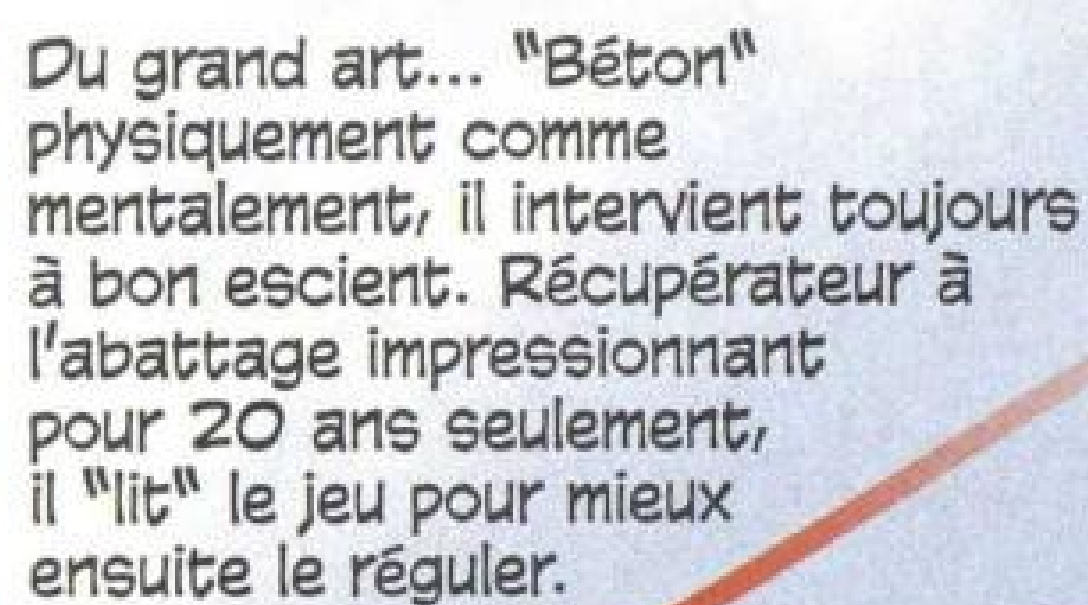 Du grand art... "Béton"
physiquement comme
mentalement, il intervient toujours
à bon escient. Récupérateur à
l'abattage impressionnant
pour 20 ans seulement,
il "lit" le jeu pour mieux
ensuite le réguler.